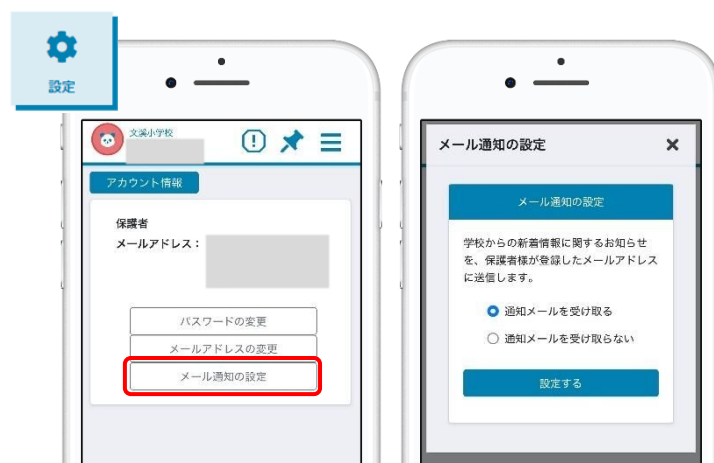 設定
文溪小学校
アカウント情報
保護者
メールアドレス：
パスワードの変更
メールアドレスの変更
メール通知の設定
メール通知の設定
メール通知の設定
学校からの新着情報に関するお知らせ
を、保護者様が登録したメールアドレス
に送信します。
通知メールを受け取る
通知メールを受け取らない
設定する